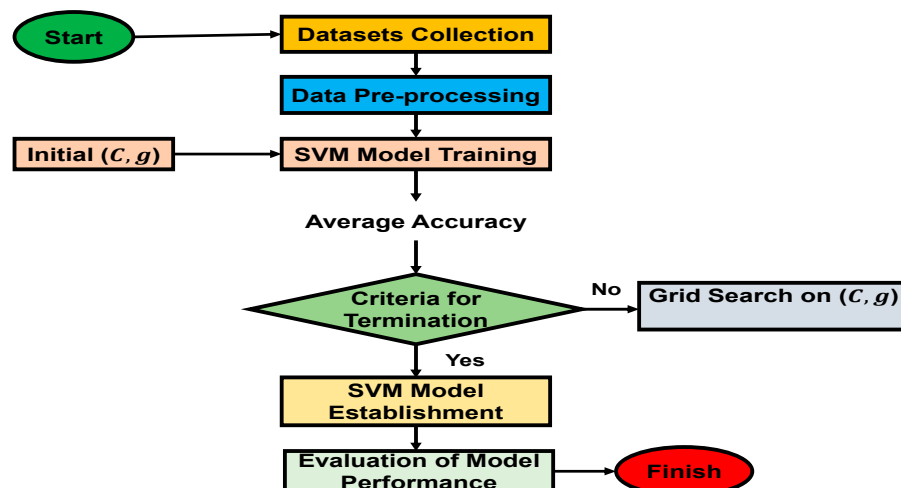 Start
Datasets Collection
Data Pre-processing
Initial (C, g)
SVM Model Training
Average Accuracy
Criteria for
Termination
No
Grid Search on (C, g)
Yes
SVM Model
Establishment
Evaluation of Model
Performance
Finish